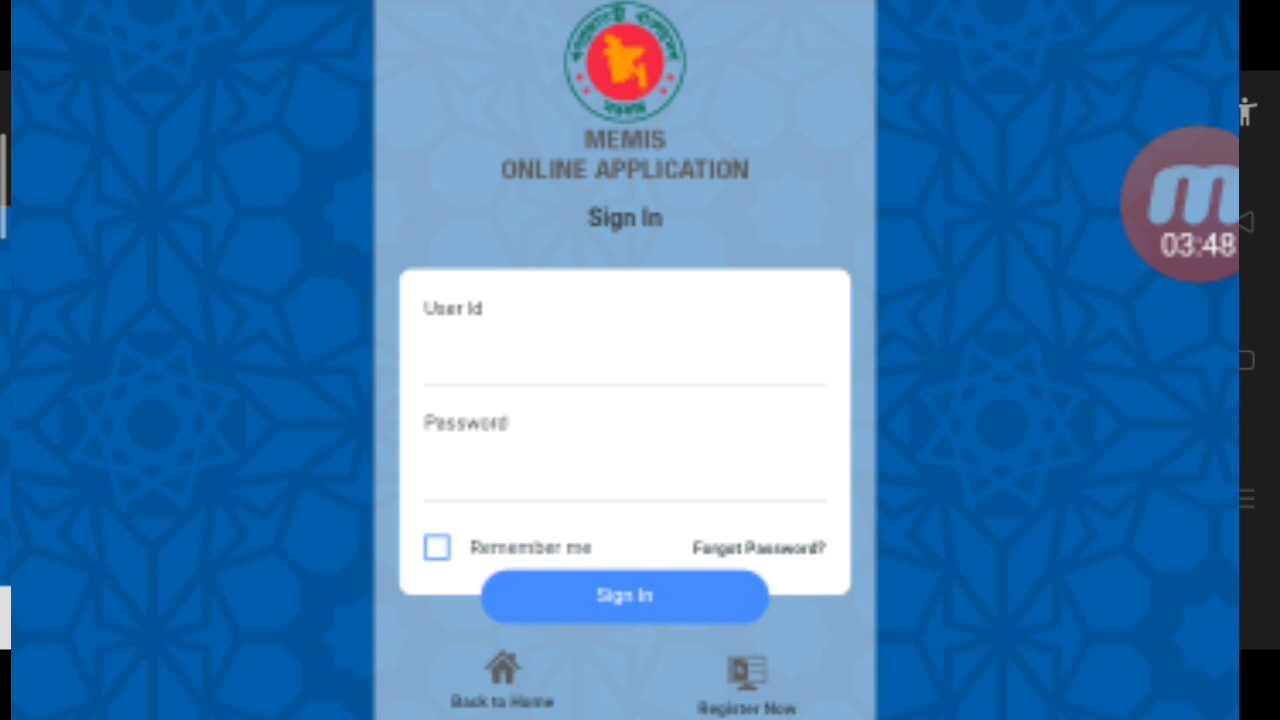 MEMIS
ONLINE APPLICATION
Sign In
03:48
User Id
Password
Remember me
Forgot Password?
Sign In
Back to Home
Register Now